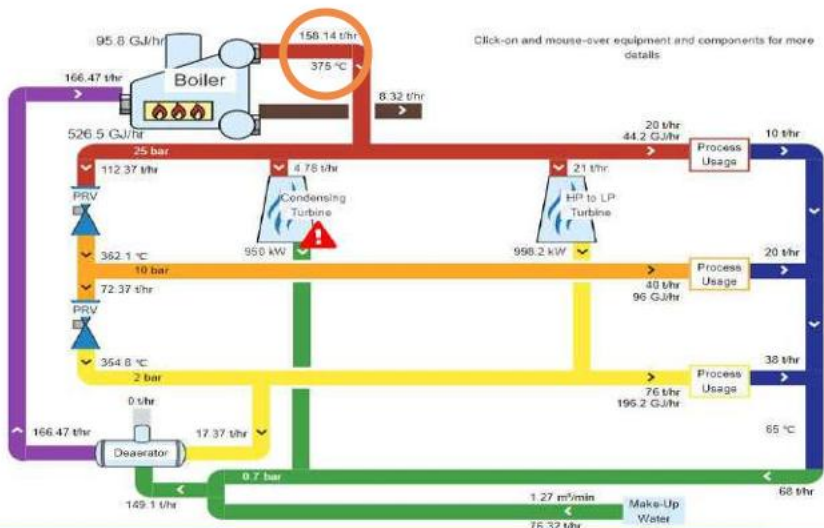 95.8 GJ/hr
158.14 t/hr
Click-on and mouse-over equipment and components for more
details
375 °C
166.47 t/hr
Boiler
8.32 t/hr
526.5 GJ/hr
20 t/hr
44.2 GJ/hr
Process
Usage
10 t/hr
25 bar
112.37 t/hr
4.78 t/hr
21 t/hr
PRV
Condensing
Turbine
HP to LP
Turbine
362.1 °C
950 kW
998.2 kW
20 t/hr
10 bar
Process
Usage
72.37 t/hr
40 t/hr
96 GJ/hr
PRV
354.8 °C
38 t/hr
2 bar
Process
Usage
76 t/hr
196.2 GJ/hr
0 t/hr
65 °C
166.47 t/hr
17.37 t/hr
Deaerator
0.7 bar
68 t/hr
149.1 t/hr
1.27 m³/min
Make-Up
Water
76.32 t/hr